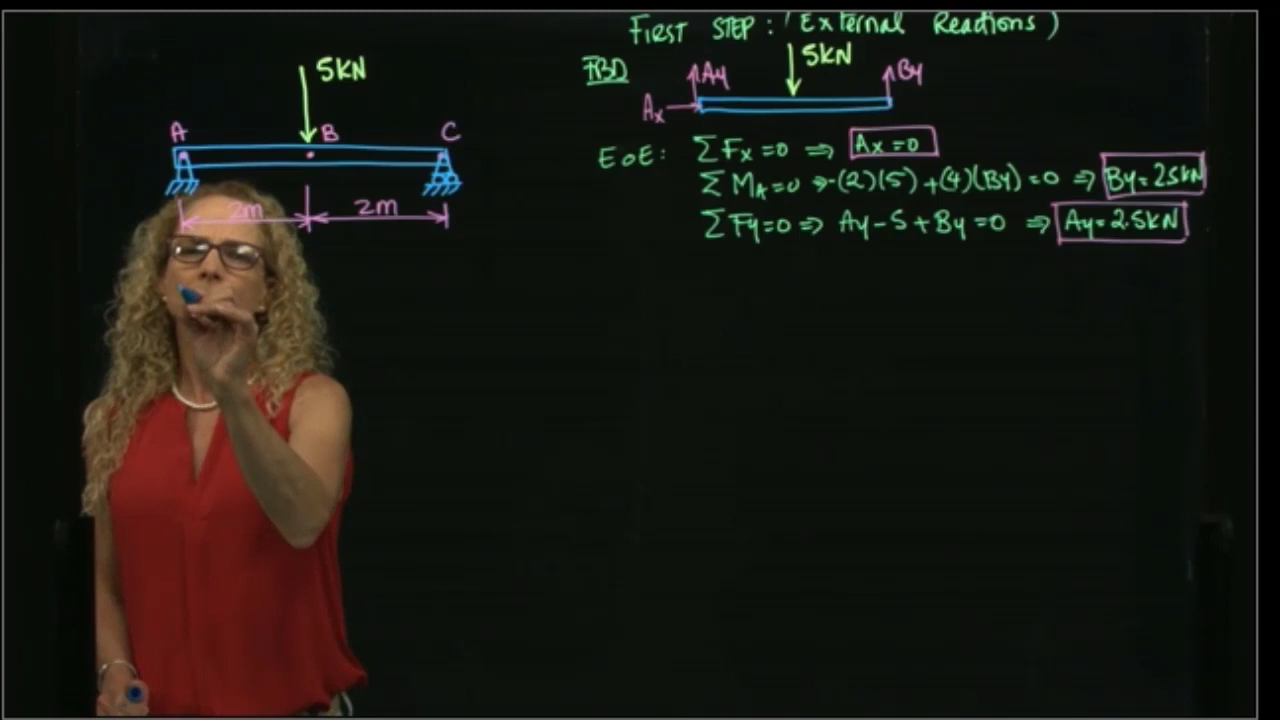 FIRST STEP: (External Reactions)
5KN
A B C
2m 2m
FBD
Ay 5KN By
Ax
EoE: ΣFx=0 ⇒ Ax=0
ΣMA=0 ⇒ -(2)(5)+(4)(By)=0 ⇒ By=2.5KN
ΣFy=0 ⇒ Ay-5+By=0 ⇒ Ay=2.5KN